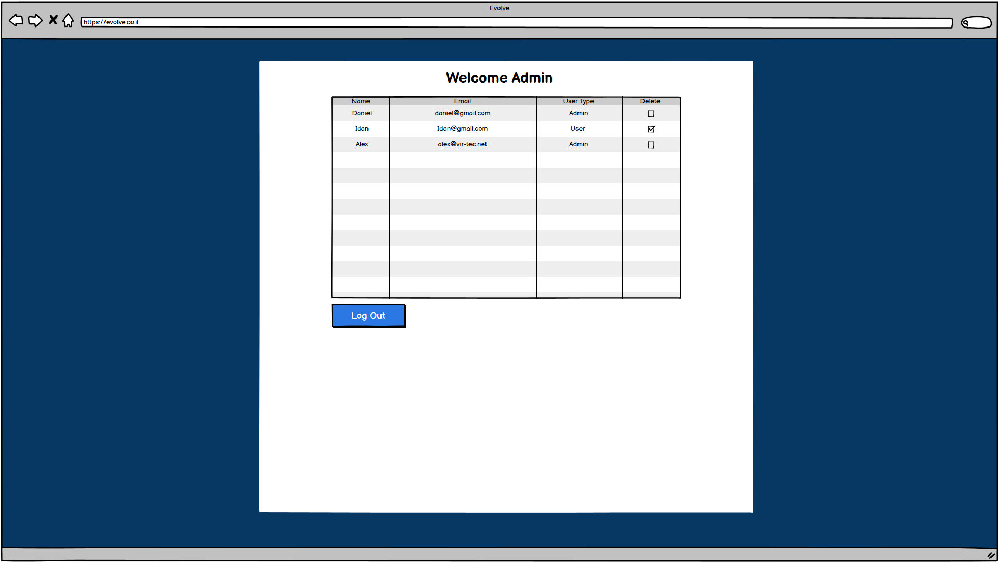 Evolve
https://evolve.co.il
Welcome Admin
Name Email User Type Delete
Daniel daniel@gmail.com Admin
Idan Idan@gmail.com User
Alex alex@vir-tec.net Admin
Log Out